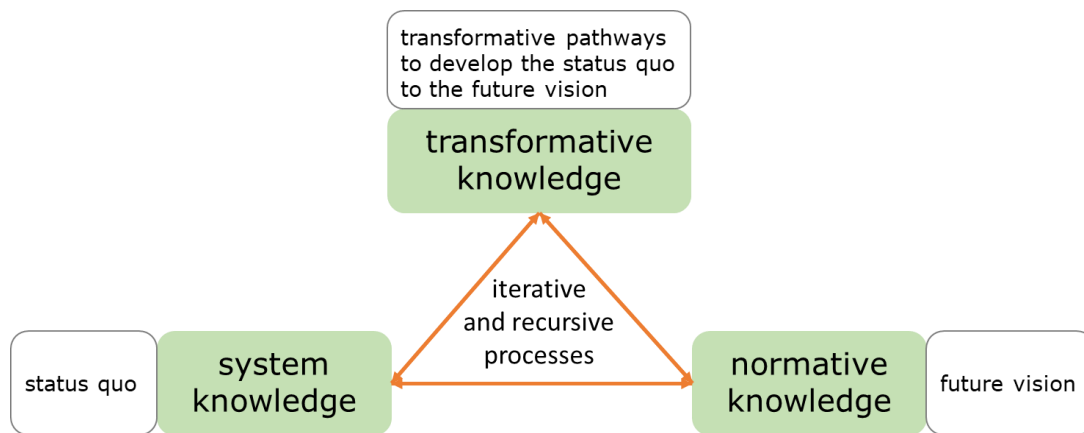 transformative pathways
to develop the status quo
to the future vision
transformative
knowledge
iterative
and recursive
processes
status quo
system
knowledge
normative
knowledge
future vision